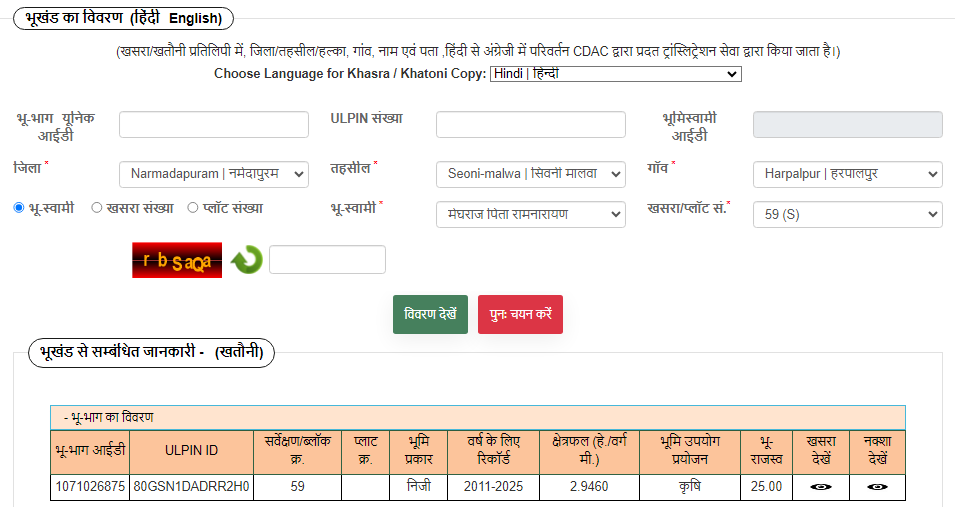 भूखंड का विवरण (हिंदी English)
(खसरा/खतौनी प्रतिलिपी में, जिला/तहसील/हल्का, गांव, नाम एवं पता ,हिंदी से अंग्रेजी में परिवर्तन CDAC द्वारा प्रदत ट्रांस्लिट्रेशन सेवा द्वारा किया जाता है।)
Choose Language for Khasra / Khatoni Copy: Hindi | हिन्दी
भू-भाग यूनिक आईडी ULPIN संख्या भूमिस्वामी आईडी
जिला * Narmadapuram | नर्मदापुरम तहसील * Seoni-malwa | सिवनी मालवा गाँव * Harpalpur | हरपालपुर
भू-स्वामी खसरा संख्या प्लॉट संख्या भू-स्वामी * मेघराज पिता रामनारायण खसरा/प्लॉट सं.* 59 (S)
rbSaQa
विवरण देखें पुनः चयन करें
भूखंड से सम्बंधित जानकारी - (खतौनी)
- भू-भाग का विवरण
भू-भाग आईडी ULPIN ID सर्वेक्षण/ब्लॉक क्र. प्लाट क्र. भूमि प्रकार वर्ष के लिए रिकॉर्ड क्षेत्रफल (हे./वर्ग मी.) भूमि उपयोग प्रयोजन भू-राजस्व खसरा देखें नक्शा देखें
1071026875 80GSN1DADRR2H0 59 निजी 2011-2025 2.9460 कृषि 25.00